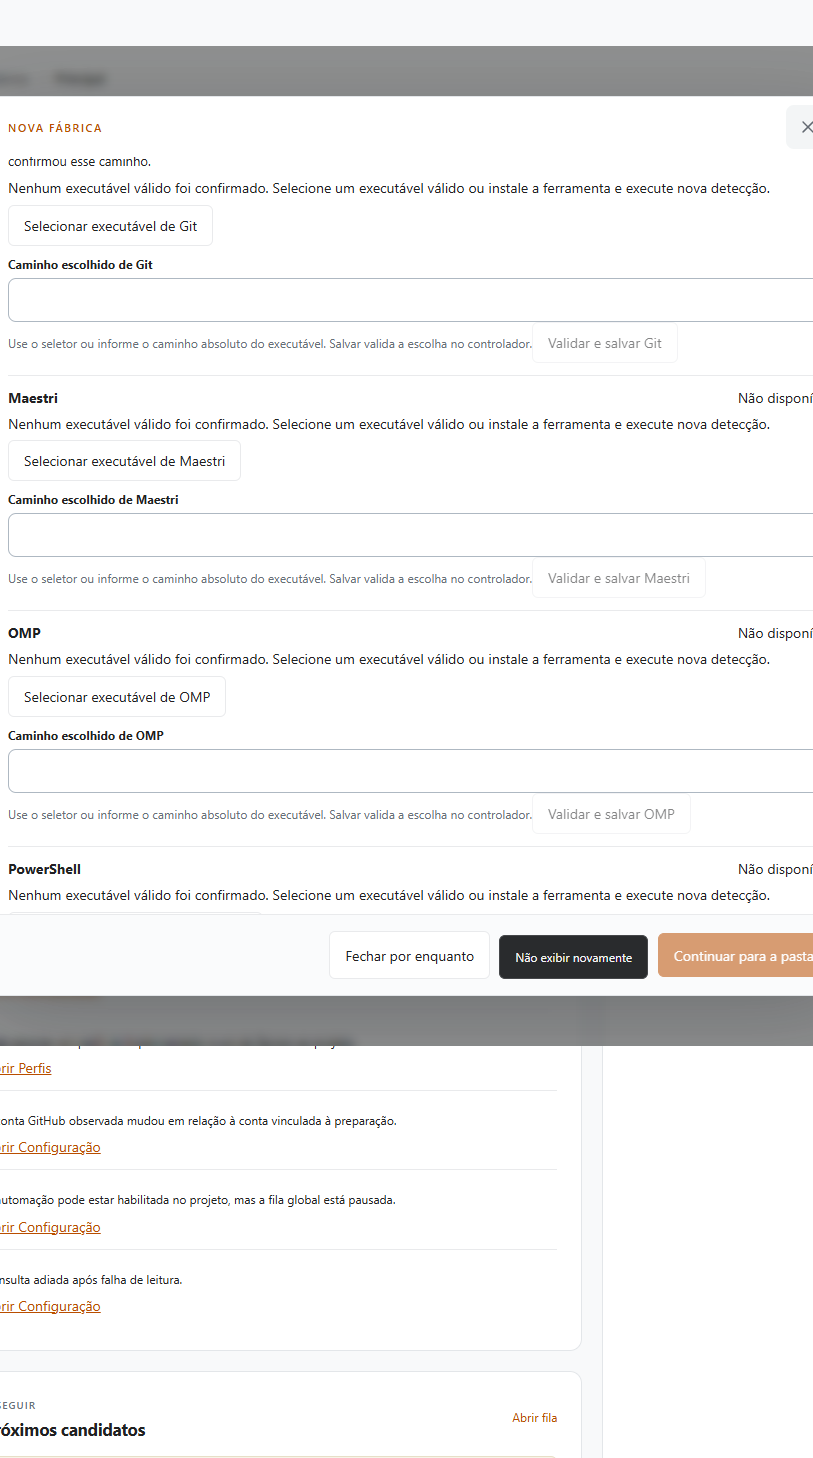 NOVA FÁBRICA
confirmou esse caminho.
Nenhum executável válido foi confirmado. Selecione um executável válido ou instale a ferramenta e execute nova detecção.
Selecionar executável de Git
Caminho escolhido de Git
Use o seletor ou informe o caminho absoluto do executável. Salvar valida a escolha no controlador.
Validar e salvar Git
Maestri
Não disponí
Nenhum executável válido foi confirmado. Selecione um executável válido ou instale a ferramenta e execute nova detecção.
Selecionar executável de Maestri
Caminho escolhido de Maestri
Use o seletor ou informe o caminho absoluto do executável. Salvar valida a escolha no controlador.
Validar e salvar Maestri
OMP
Não disponí
Nenhum executável válido foi confirmado. Selecione um executável válido ou instale a ferramenta e execute nova detecção.
Selecionar executável de OMP
Caminho escolhido de OMP
Use o seletor ou informe o caminho absoluto do executável. Salvar valida a escolha no controlador.
Validar e salvar OMP
PowerShell
Não disponí
Nenhum executável válido foi confirmado. Selecione um executável válido ou instale a ferramenta e execute nova detecção.
Fechar por enquanto
Não exibir novamente
Continuar para a pasta
rir Perfis
onta GitHub observada mudou em relação à conta vinculada à preparação.
rir Configuração
utomação pode estar habilitada no projeto, mas a fila global está pausada.
rir Configuração
nsulta adiada após falha de leitura.
rir Configuração
SEGUIR
róximos candidatos
Abrir fila